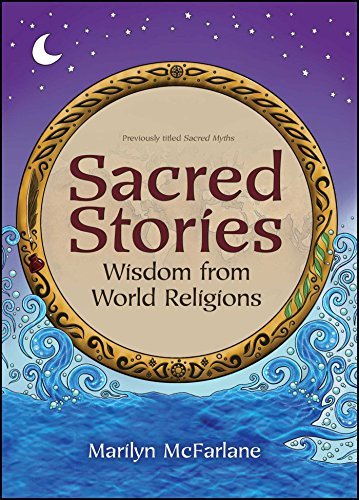 Previously titled Sacred Myths
Sacred
Stories
Wisdom from
World Religions
Marilyn McFarlane